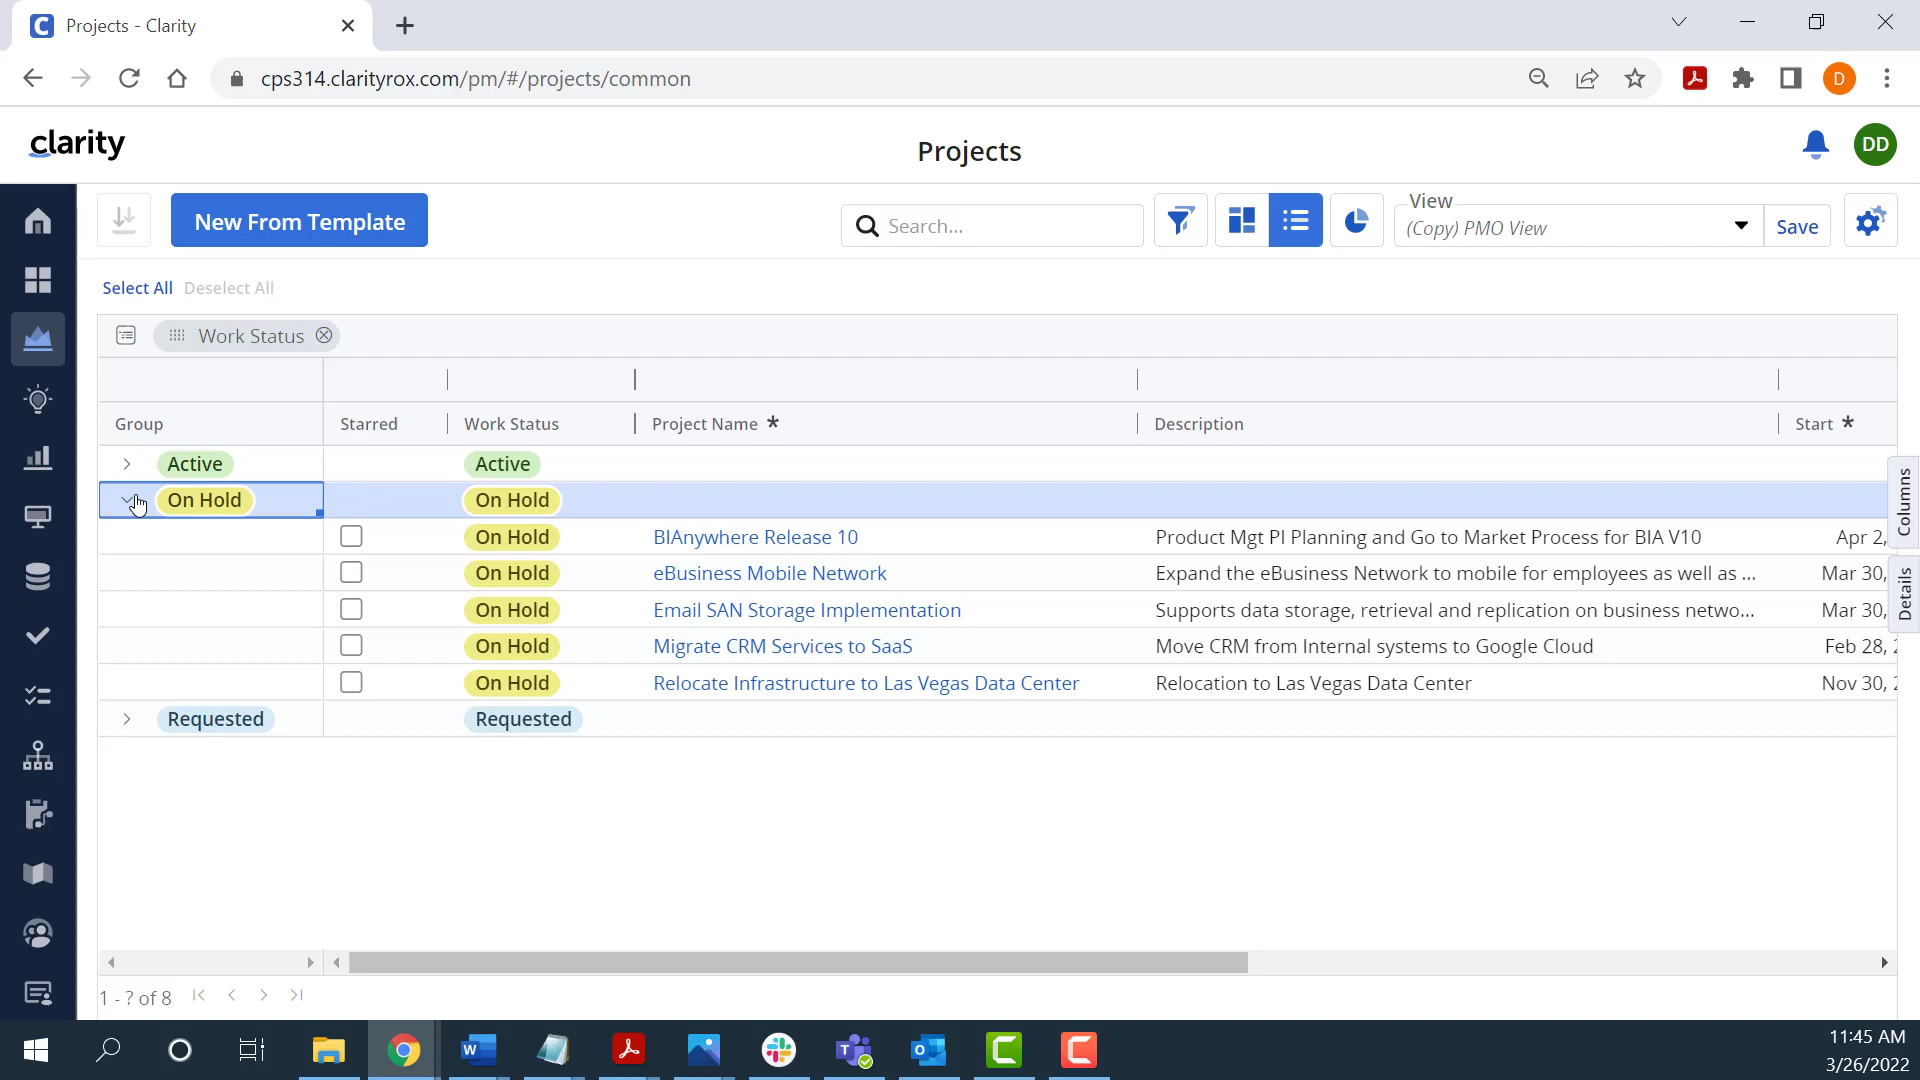 Projects - Clarity
cps314.clarityrox.com/pm/#/projects/common
D
clarity
Projects
DD
New From Template
Search...
View
(Copy) PMO View
Save
Select All Deselect All
Work Status
Group Starred Work Status Project Name * Description Start *
Active Active
On Hold On Hold
On Hold BIAnywhere Release 10 Product Mgt PI Planning and Go to Market Process for BIA V10 Apr 2,
On Hold eBusiness Mobile Network Expand the eBusiness Network to mobile for employees as well as ... Mar 30,
On Hold Email SAN Storage Implementation Supports data storage, retrieval and replication on business netwo... Mar 30,
On Hold Migrate CRM Services to SaaS Move CRM from Internal systems to Google Cloud Feb 28,
On Hold Relocate Infrastructure to Las Vegas Data Center Relocation to Las Vegas Data Center Nov 30,
Requested Requested
Columns
Details
1 - ? of 8
11:45 AM
3/26/2022